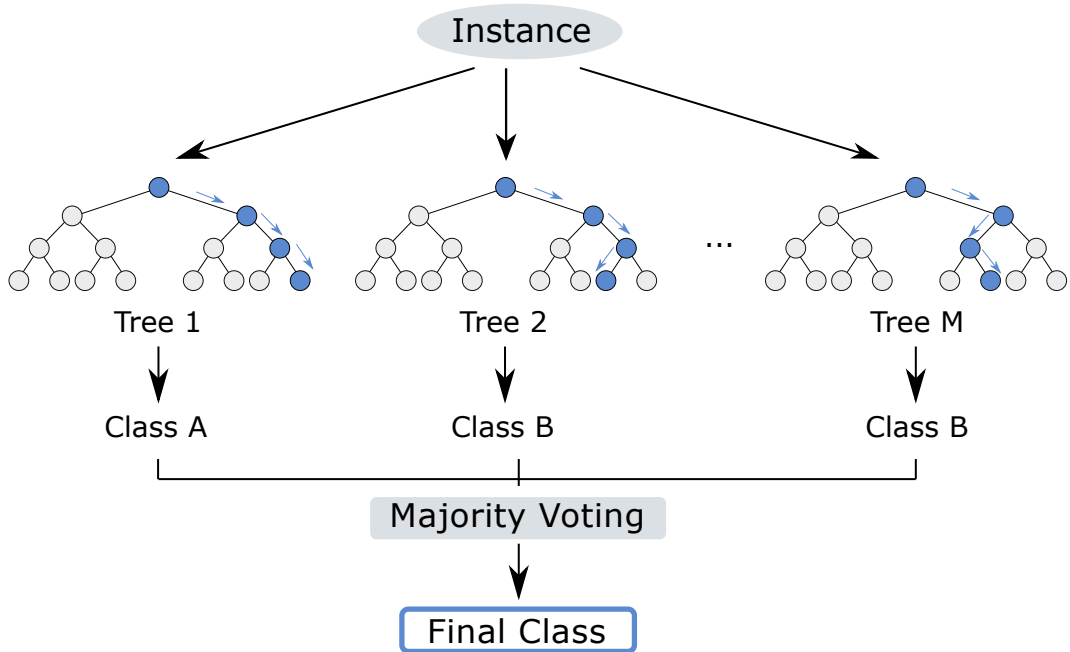 Instance
...
Tree 1 Tree 2 Tree M
Class A Class B Class B
Majority Voting
Final Class